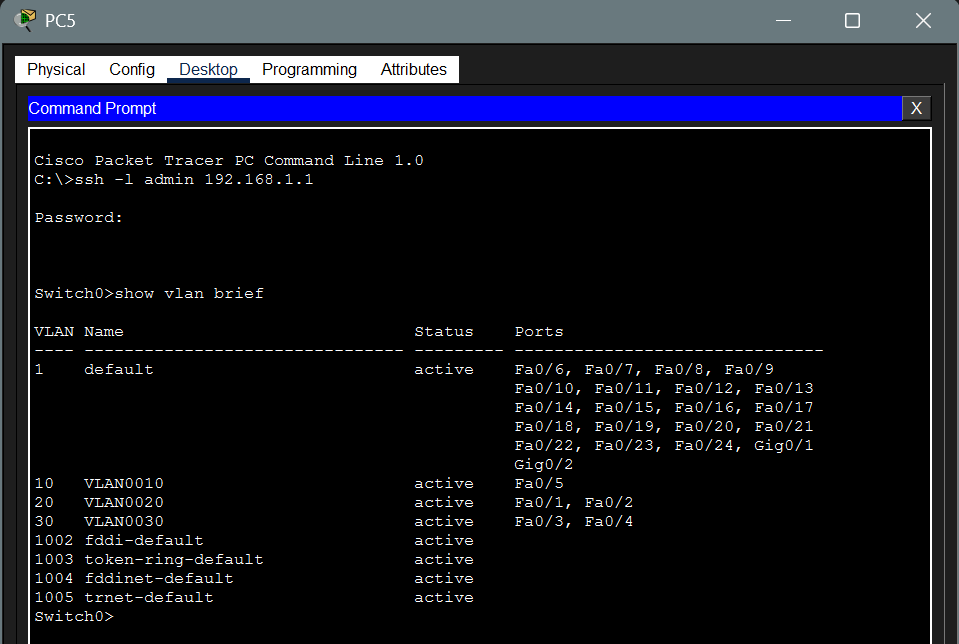 PC5
Physical Config Desktop Programming Attributes
Command Prompt X
Cisco Packet Tracer PC Command Line 1.0
C:\>ssh -l admin 192.168.1.1
Password:
Switch0>show vlan brief
VLAN Name Status Ports
---- -------------------------------- --------- -------------------------------
1 default active Fa0/6, Fa0/7, Fa0/8, Fa0/9
Fa0/10, Fa0/11, Fa0/12, Fa0/13
Fa0/14, Fa0/15, Fa0/16, Fa0/17
Fa0/18, Fa0/19, Fa0/20, Fa0/21
Fa0/22, Fa0/23, Fa0/24, Gig0/1
Gig0/2
10 VLAN0010 active Fa0/5
20 VLAN0020 active Fa0/1, Fa0/2
30 VLAN0030 active Fa0/3, Fa0/4
1002 fddi-default active
1003 token-ring-default active
1004 fddinet-default active
1005 trnet-default active
Switch0>